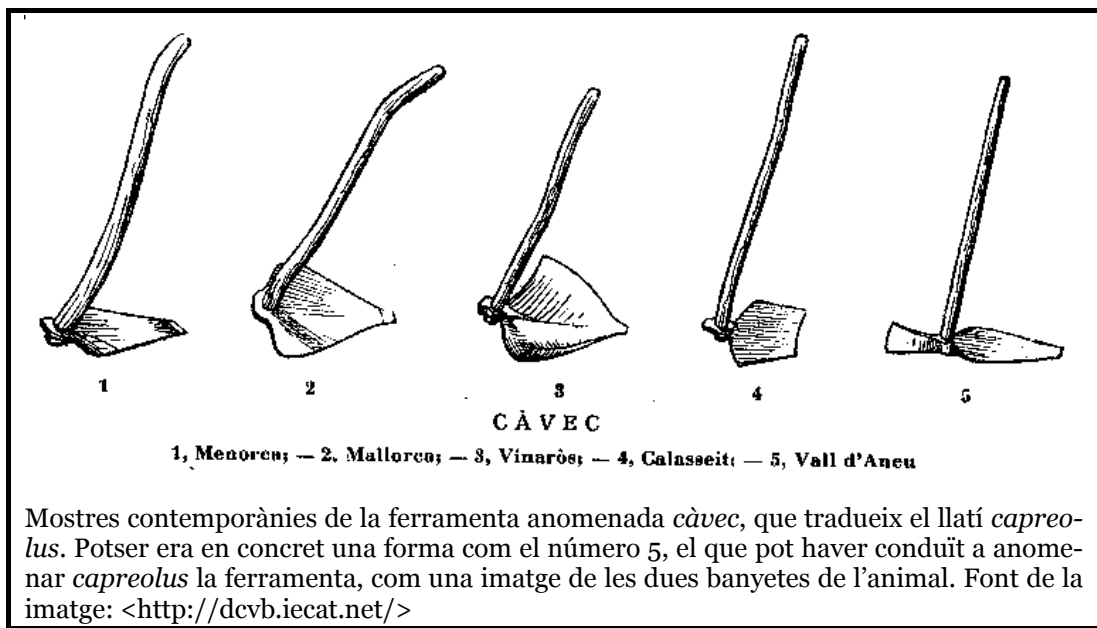 1 2 3 4 5
CÀVEC
1, Menorca; — 2. Mallorca; — 3, Vinaròs; — 4, Calasseit; — 5, Vall d'Aneu
Mostres contemporànies de la ferramenta anomenada càvec, que tradueix el llatí capreo-
lus. Potser era en concret una forma com el número 5, el que pot haver conduït a anome-
nar capreolus la ferramenta, com una imatge de les dues banyetes de l’animal. Font de la
imatge: <http://dcvb.iecat.net/>